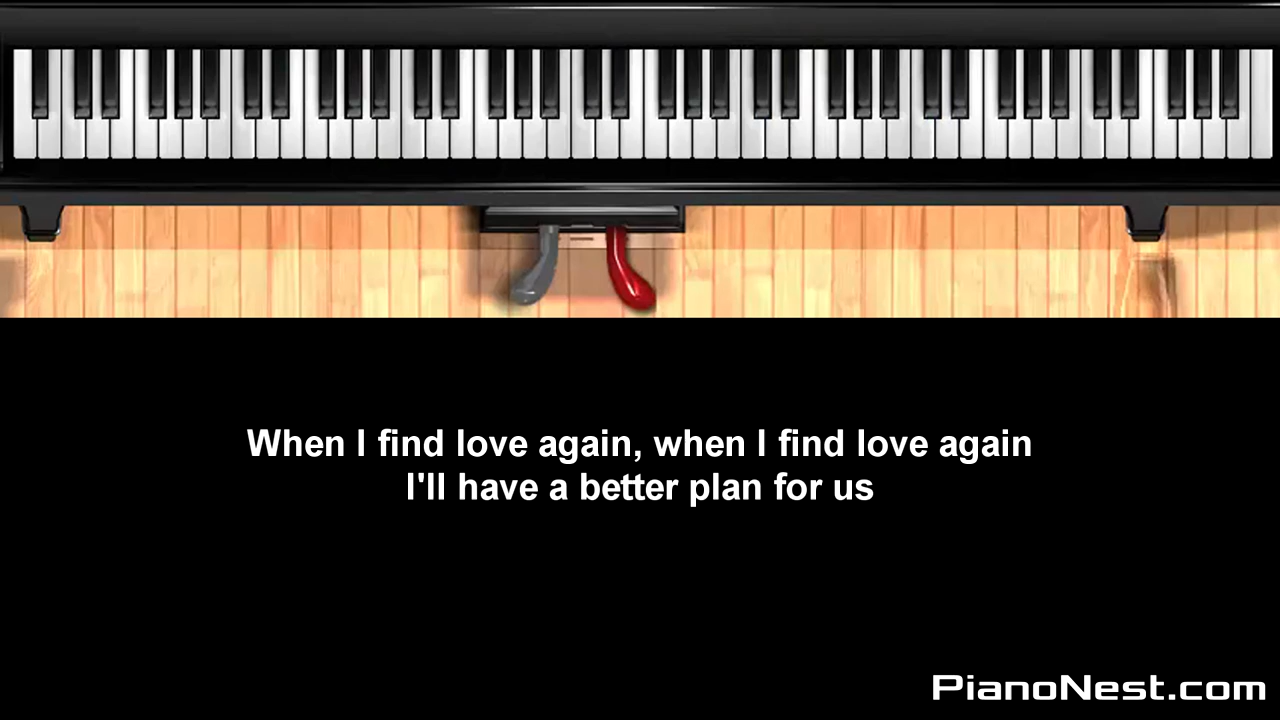 When I find love again, when I find love again
I'll have a better plan for us
PianoNest.com